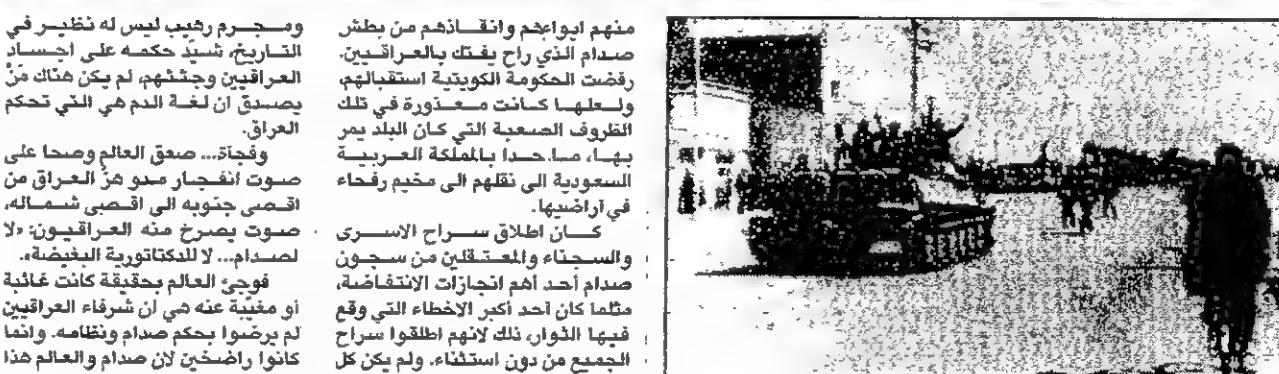 منهم ابوابهم وانقاذهم من بطش
صدام الذي راح يفتك بالعراقيين.
رفضت الحكومة الكويتية استقبالهم،
ولعلها كانت معذورة في تلك
الظروف الصعبة التي كان البلد يمر
بها، مما حدا بالمملكة العربية
السعودية الى نقلهم الى مخيم رفحاء
في أراضيها.
كان اطلاق سراح الاسرى
والسجناء والمعتقلين من سجون
صدام أحد أهم انجازات الانتفاضة،
مثلما كان أحد أكبر الاخطاء التي وقع
فيها الثوار، ذلك لانهم اطلقوا سراح
الجميع من دون استثناء. ولم يكن كل
ومجرم رهيب ليس له نظير في
التاريخ، شيّد حكمه على اجساد
العراقيين وجثثهم، لم يكن هناك مَنْ
يصدق ان لغة الدم هي التي تحكم
العراق.
وفجأة... صعق العالم وصحا على
صوت انفجار مدو هزّ العراق من
اقصى جنوبه الى اقصى شماله،
صوت يصرخ منه العراقيون: «لا
لصدام... لا للدكتاتورية البغيضة».
فوجئ العالم بحقيقة كانت غائبة
أو مغيّبة عنه هي ان شرفاء العراقيين
لم يرضوا بحكم صدام ونظامه. وانما
كانوا راضخين لان صدام والعالم هذا